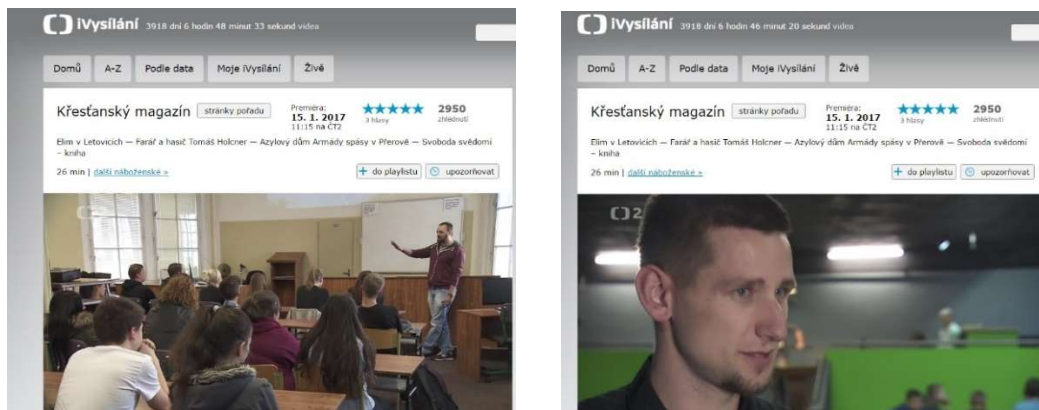 iVysílání 3918 dní 6 hodin 48 minut 33 sekund videa
Domů A-Z Podle data Moje iVysílání Živě
Křesťanský magazín stránky pořadu
Premiéra:
15. 1. 2017
11:15 na ČT2
3 hlasy
2950
zhlédnutí
Elim v Letovicích — Farář a hasič Tomáš Holcner — Azylový dům Armády spásy v Přerově — Svoboda svědomí
– kniha
26 min | další náboženské »
+ do playlistu upozorňovat
iVysílání 3918 dní 6 hodin 46 minut 20 sekund videa
Domů A-Z Podle data Moje iVysílání Živě
Křesťanský magazín stránky pořadu
Premiéra:
15. 1. 2017
11:15 na ČT2
3 hlasy
2950
zhlédnutí
Elim v Letovicích — Farář a hasič Tomáš Holcner — Azylový dům Armády spásy v Přerově — Svoboda svědomí
– kniha
26 min | další náboženské »
+ do playlistu upozorňovat
2